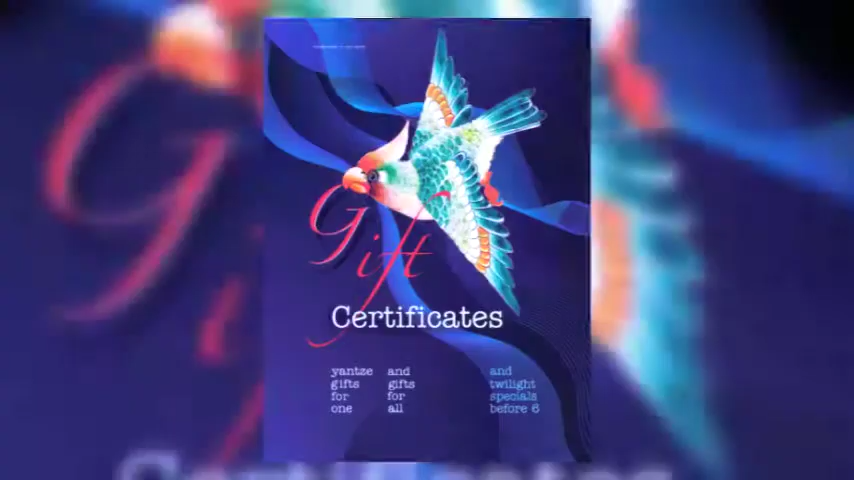 Gift
Certificates
yantze
gifts
for
one
and
gifts
for
all
and
twilight
specials
before 6